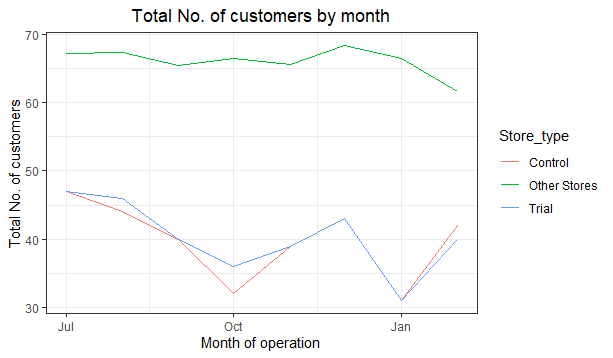 Total No. of customers by month
Total No. of customers
70
60
50
40
30
Jul
Oct
Jan
Month of operation
Store_type
Control
Other Stores
Trial